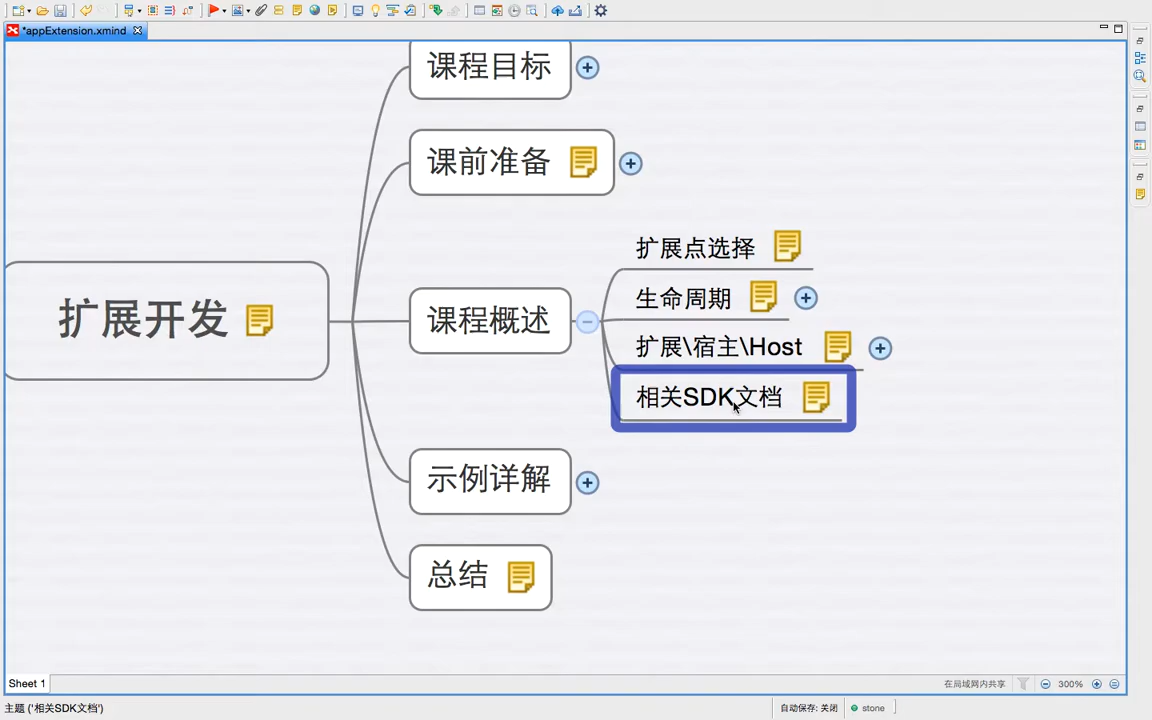 *appExtension.xmind
课程目标
课前准备
扩展点选择
生命周期
扩展开发
课程概述
扩展\宿主\Host
相关SDK文档
示例详解
总结
Sheet 1
在局域网内共享
300%
主题 ('相关SDK文档')
自动保存: 关闭
stone